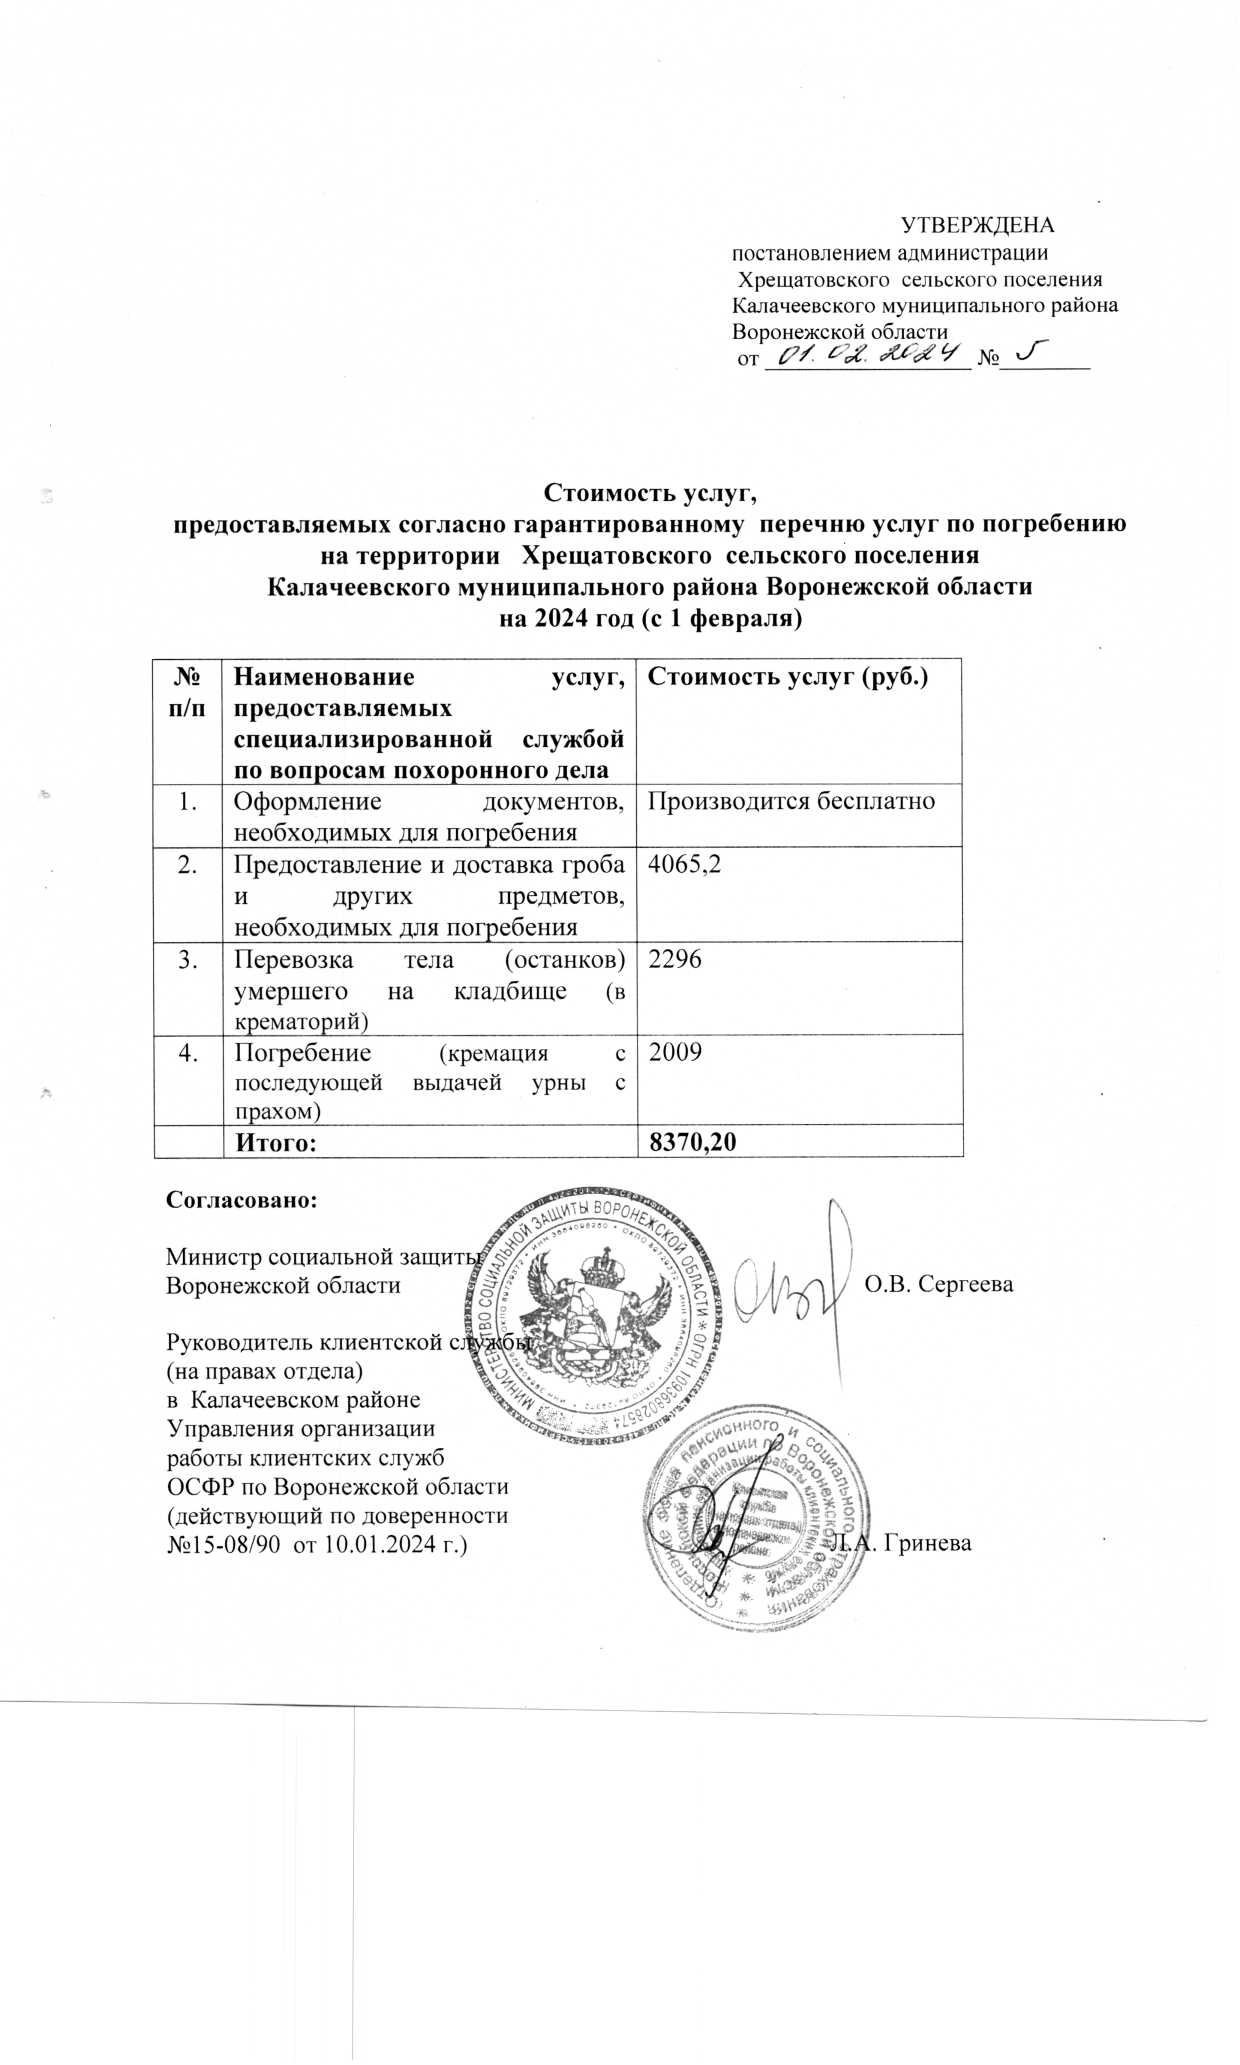 УТВЕРЖДЕНА
постановлением администрации
Хрещатовского сельского поселения
Калачеевского муниципального района
Воронежской области
от 01.02.2024 № 5
Стоимость услуг,
предоставляемых согласно гарантированному перечню услуг по погребению
на территории Хрещатовского сельского поселения
Калачеевского муниципального района Воронежской области
на 2024 год (с 1 февраля)
№ Наименование услуг, Стоимость услуг (руб.)
п/п предоставляемых
специализированной службой
по вопросам похоронного дела
1. Оформление документов, Производится бесплатно
необходимых для погребения
2. Предоставление и доставка гроба 4065,2
и других предметов,
необходимых для погребения
3. Перевозка тела (останков) 2296
умершего на кладбище (в
крематорий)
4. Погребение (кремация с 2009
последующей выдачей урны с
прахом)
Итого: 8370,20
Согласовано:
Министр социальной защиты
Воронежской области О.В. Сергеева
МИНИСТЕРСТВО СОЦИАЛЬНОЙ ЗАЩИТЫ ВОРОНЕЖСКОЙ ОБЛАСТИ
Руководитель клиентской службы
(на правах отдела)
в Калачеевском районе
Управления организации
работы клиентских служб
ОСФР по Воронежской области
(действующий по доверенности
№15-08/90 от 10.01.2024 г.) Л.А. Гринева